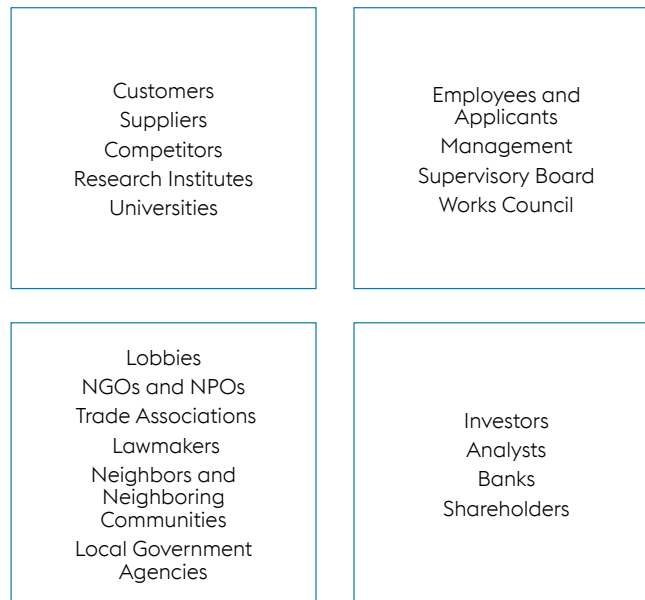 Customers
Suppliers
Competitors
Research Institutes
Universities
Employees and
Applicants
Management
Supervisory Board
Works Council
Lobbies
NGOs and NPOs
Trade Associations
Lawmakers
Neighbors and
Neighboring
Communities
Local Government
Agencies
Investors
Analysts
Banks
Shareholders